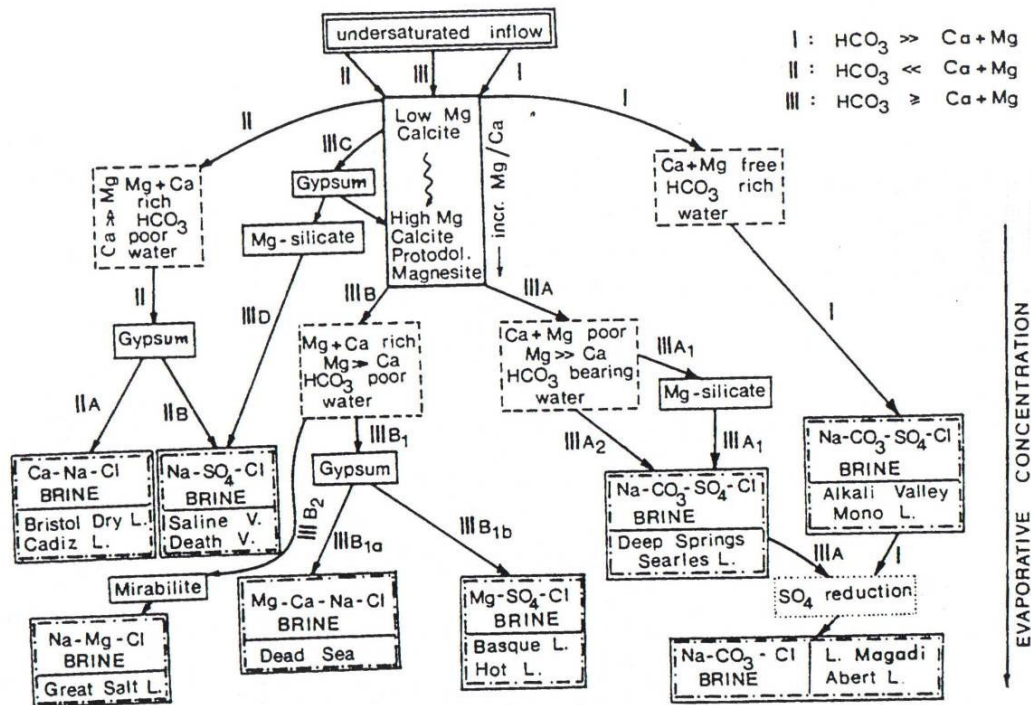 undersaturated inflow
I : HCO3 >> Ca+Mg
II : HCO3 << Ca+Mg
III : HCO3 ≥ Ca+Mg
II
III
I
II
I
Low Mg
Calcite
High Mg
Calcite
Protodol.
Magnesite
incr. Mg/Ca
IIIC
Gypsum
Mg-silicate
IIID
Ca >> Mg
Mg+Ca
rich
HCO3
poor
water
II
Gypsum
IIA
IIB
Ca-Na-Cl
BRINE
Bristol Dry L.
Cadiz L.
Na-SO4-Cl
BRINE
Saline V.
Death V.
IIIB
Mg+Ca rich
Mg >> Ca
HCO3 poor
water
IIIB1
Gypsum
IIIB2
IIIB1a
IIIB1b
Mirabilite
Na-Mg-Cl
BRINE
Great Salt L.
Mg-Ca-Na-Cl
BRINE
Dead Sea
Mg-SO4-Cl
BRINE
Basque L.
Hot L.
IIIA
Ca+Mg poor
Mg >> Ca
HCO3 bearing
water
IIIA1
Mg-silicate
IIIA2
IIIA1
Na-CO3-SO4-Cl
BRINE
Deep Springs
Searles L.
Ca+Mg free
HCO3 rich
water
I
Na-CO3-SO4-Cl
BRINE
Alkali Valley
Mono L.
IIIA
I
SO4 reduction
Na-CO3-Cl
BRINE
L. Magadi
Abert L.
EVAPORATIVE CONCENTRATION